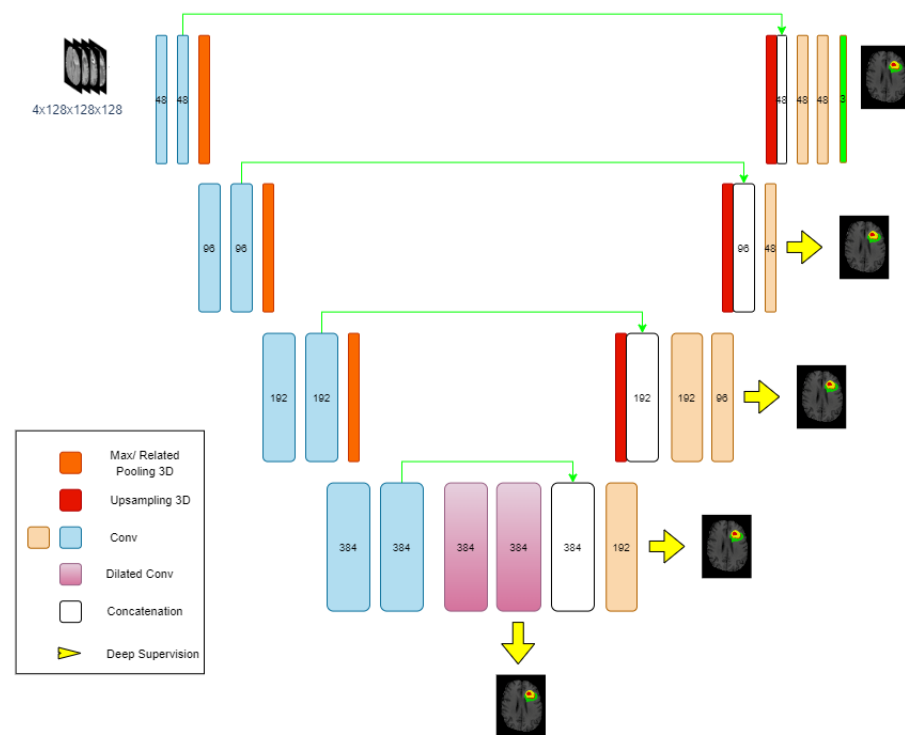 4x128x128x128
48 48 48 48 48 3
96 96 96 48
192 192 192 192 96
384 384 384 384 384 192
Max/ Related
Pooling 3D
Upsampling 3D
Conv
Dilated Conv
Concatenation
Deep Supervision